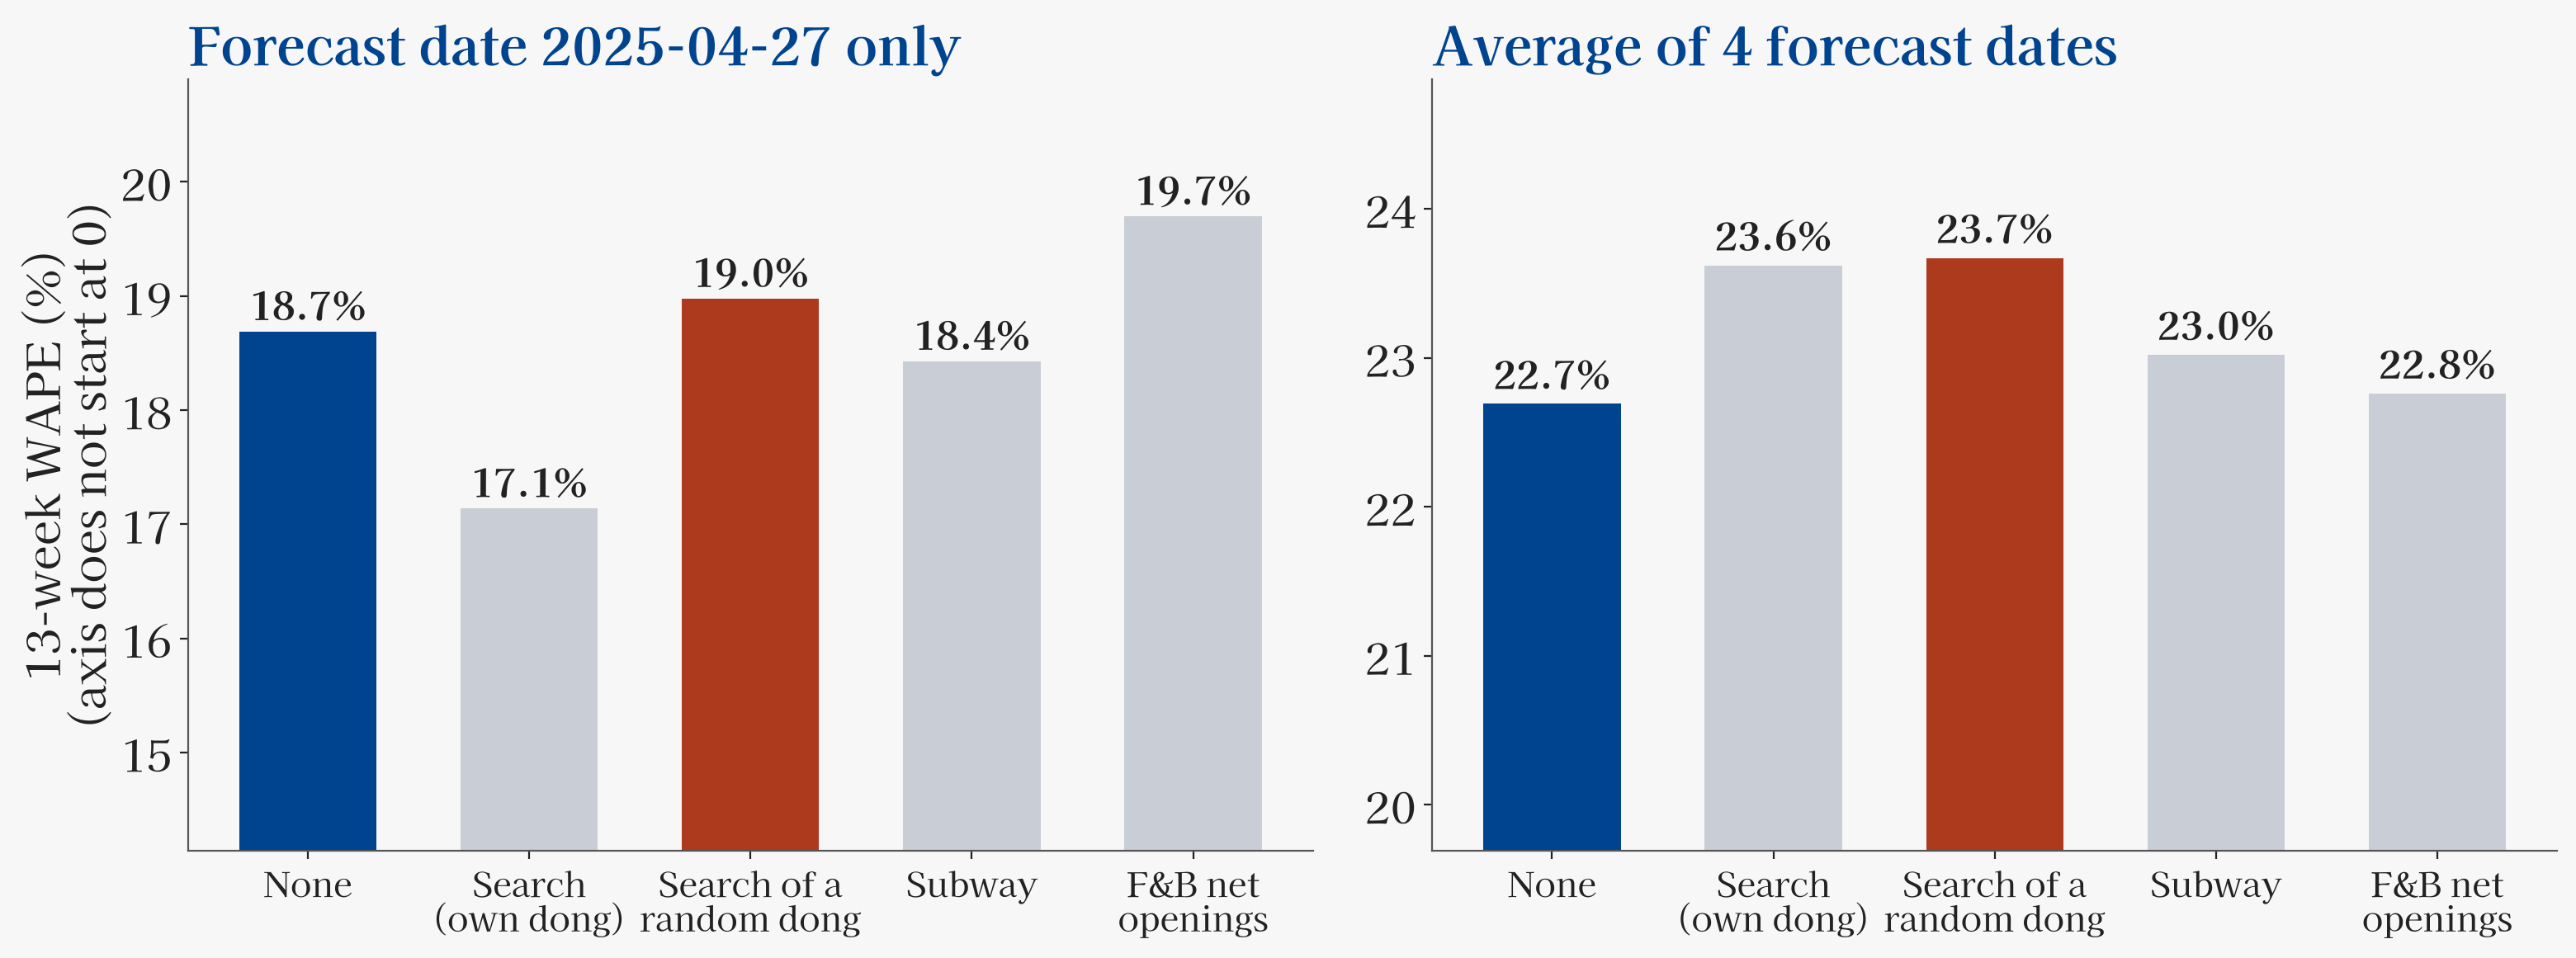 Forecast date 2025-04-27 only
13-week WAPE (%)
(axis does not start at 0)
20
19
18
17
16
15
18.7%
17.1%
19.0%
18.4%
19.7%
None
Search
(own dong)
Search of a
random dong
Subway
F&B net
openings
Average of 4 forecast dates
24
23
22
21
20
22.7%
23.6%
23.7%
23.0%
22.8%
None
Search
(own dong)
Search of a
random dong
Subway
F&B net
openings